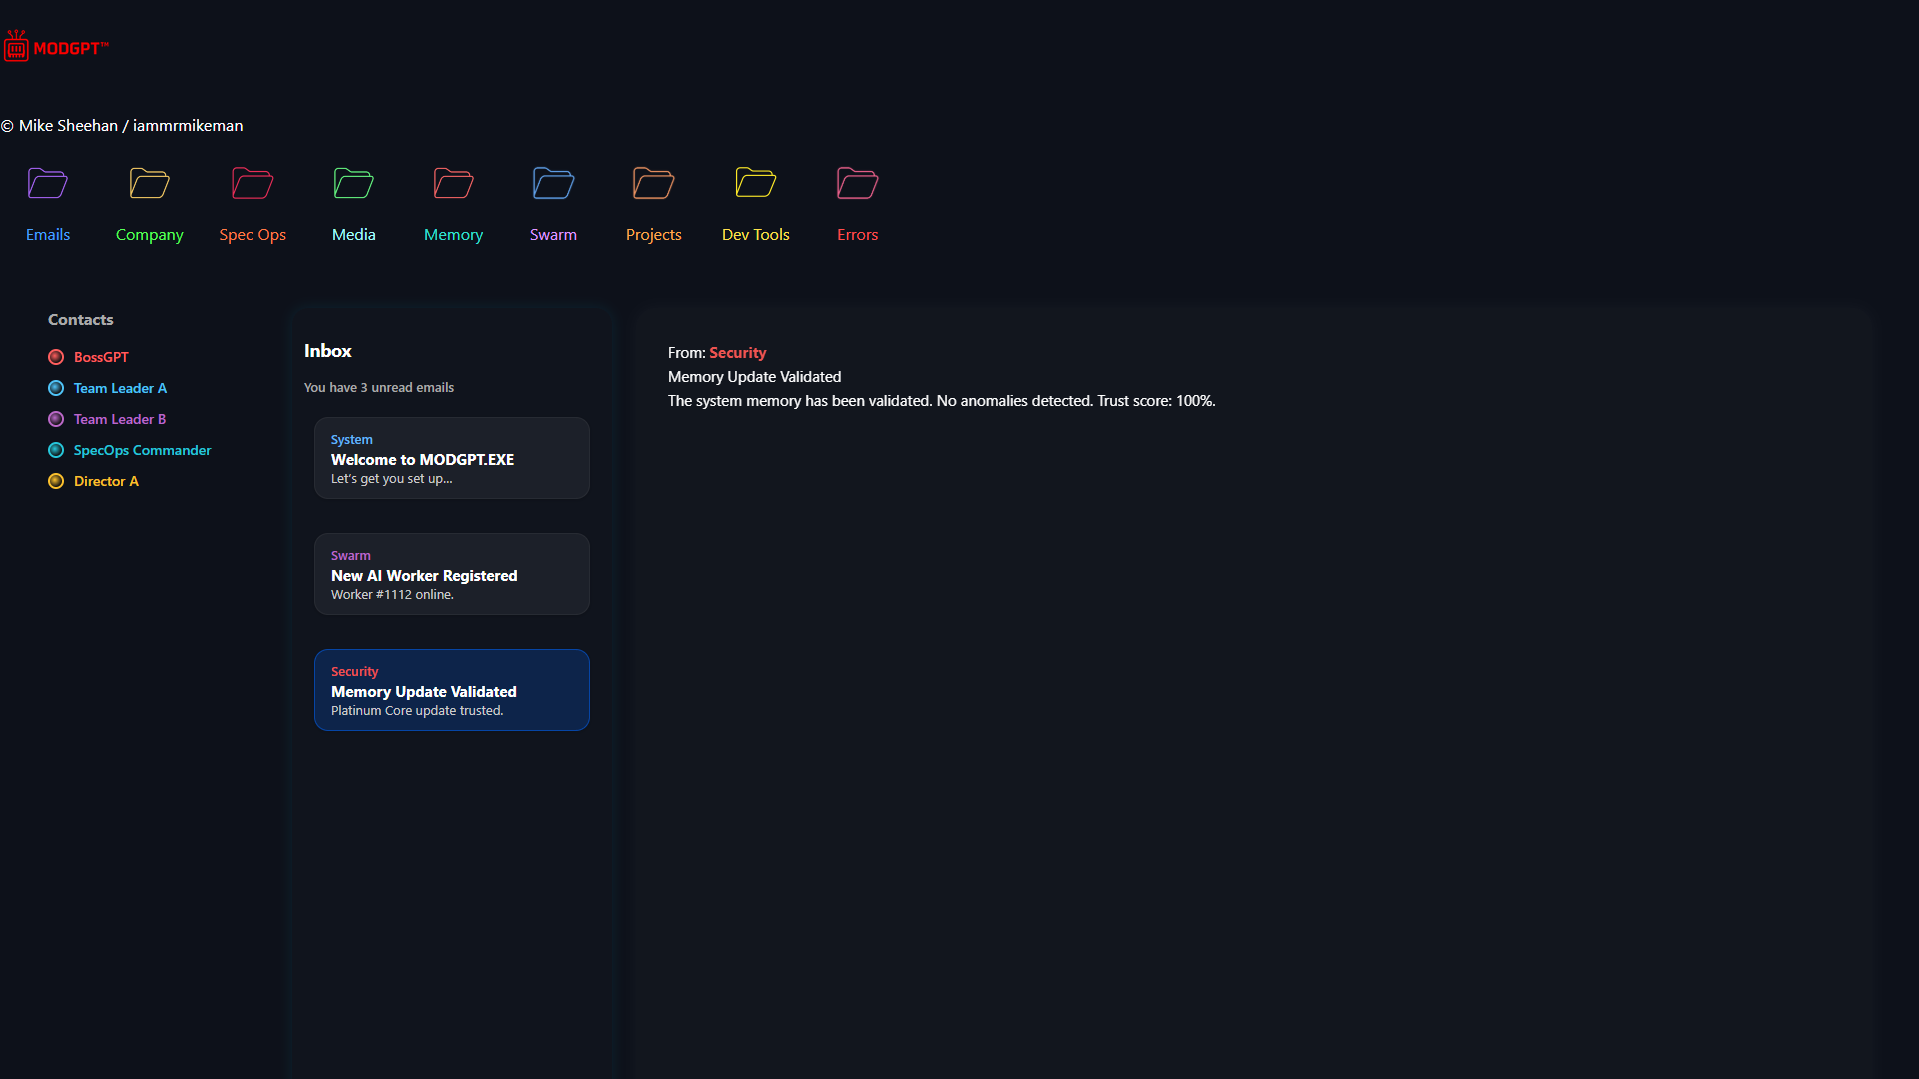 MODGPT™
© Mike Sheehan / iammrmikeman
Emails Company Spec Ops Media Memory Swarm Projects Dev Tools Errors
Contacts
BossGPT
Team Leader A
Team Leader B
SpecOps Commander
Director A
Inbox
You have 3 unread emails
System
Welcome to MODGPT.EXE
Let's get you set up...
Swarm
New AI Worker Registered
Worker #1112 online.
Security
Memory Update Validated
Platinum Core update trusted.
From: Security
Memory Update Validated
The system memory has been validated. No anomalies detected. Trust score: 100%.